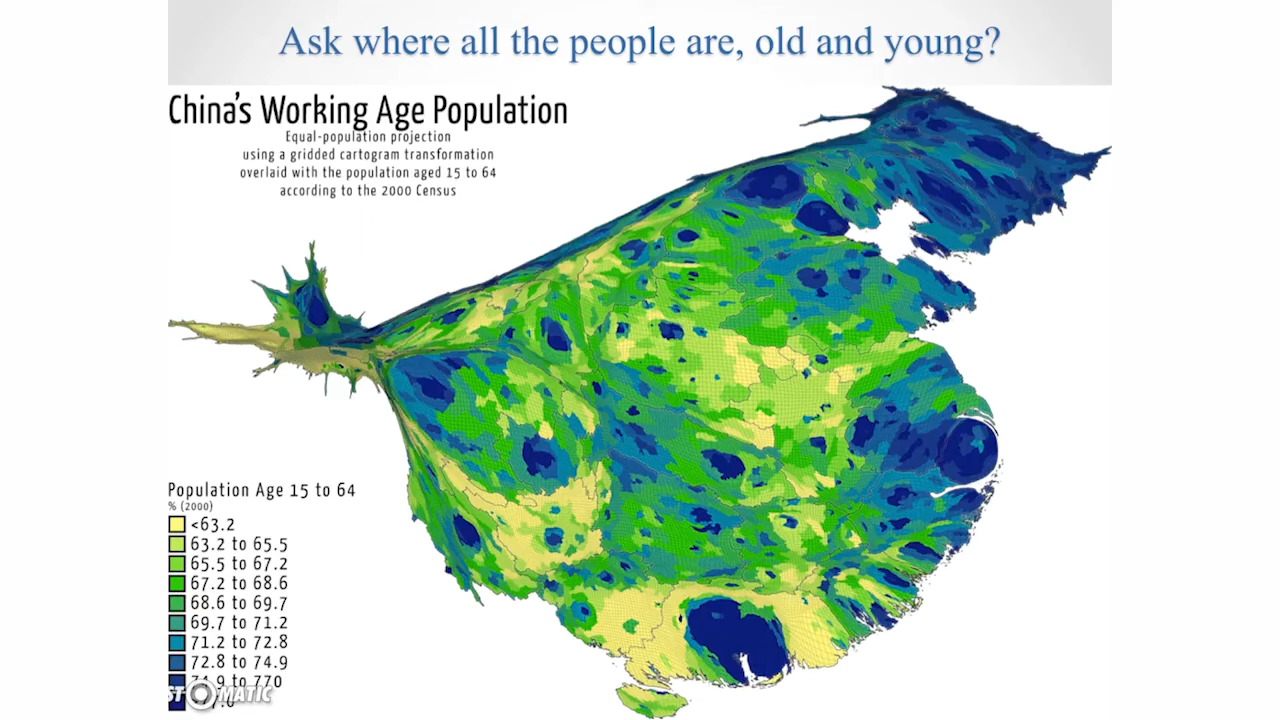 Ask where all the people are, old and young?
China's Working Age Population
Equal-population projection
using a gridded cartogram transformation
overlaid with the population aged 15 to 64
according to the 2000 Census
Population Age 15 to 64
% (2000)
<63.2
63.2 to 65.5
65.5 to 67.2
67.2 to 68.6
68.6 to 69.7
69.7 to 71.2
71.2 to 72.8
72.8 to 74.9
74.9 to 770